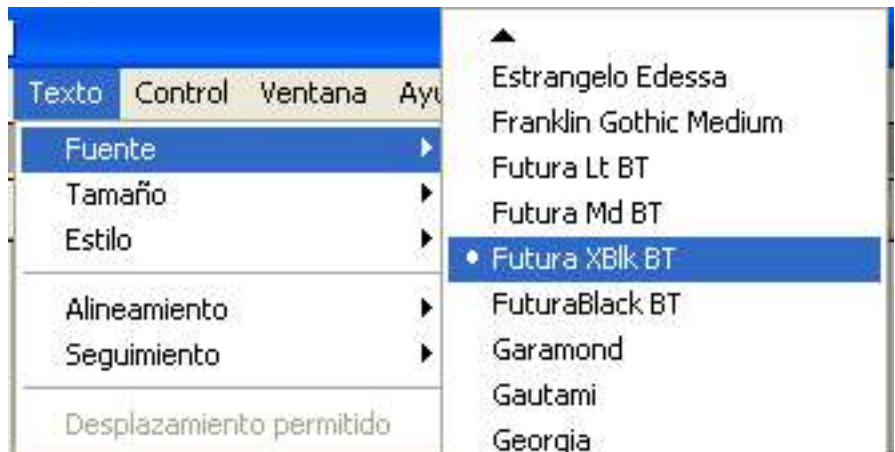 Texto Control Ventana Ayu
Fuente
Tamaño
Estilo
Alineamiento
Seguimiento
Desplazamiento permitido
Estrangelo Edessa
Franklin Gothic Medium
Futura Lt BT
Futura Md BT
Futura XBlk BT
FuturaBlack BT
Garamond
Gautami
Georgia